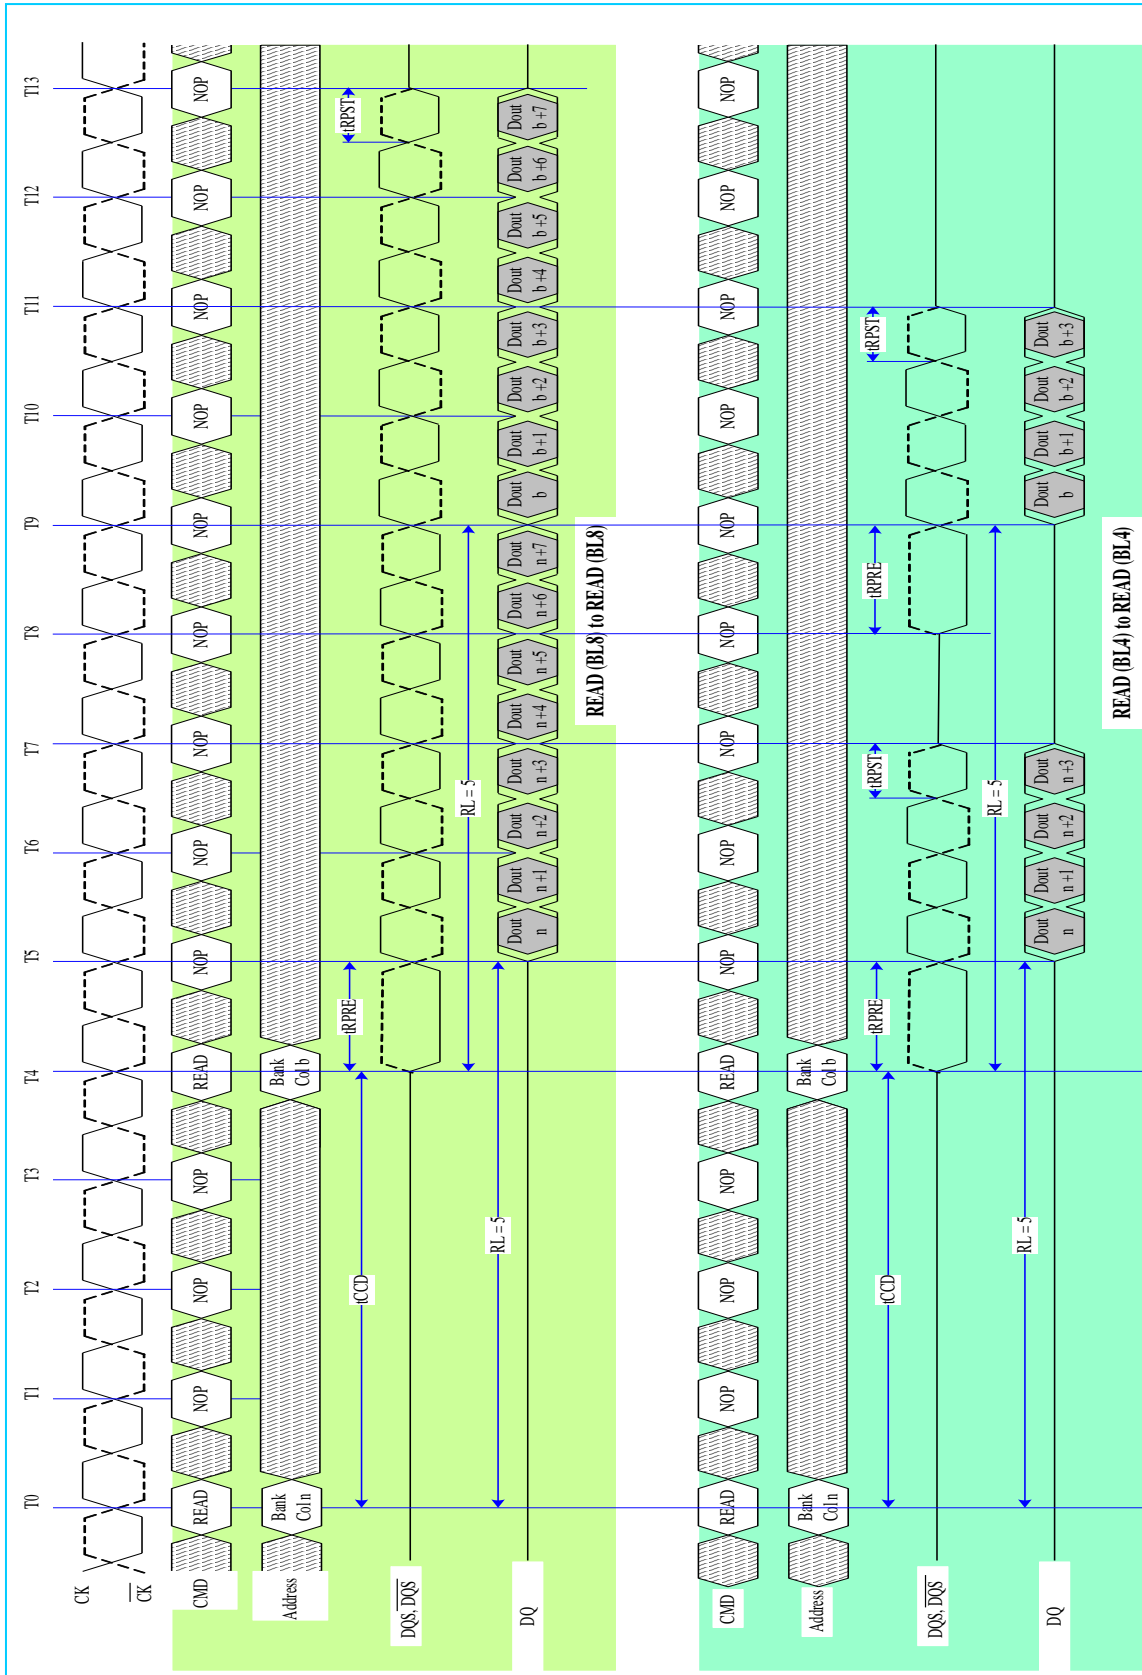 T0 T1 T2 T3 T4 T5 T6 T7 T8 T9 T10 T11 T12 T13
CK
CK
CMD READ NOP NOP NOP READ NOP NOP NOP NOP NOP NOP NOP NOP NOP
Address Bank Bank
Col n Col b
tCCD tRPRE tRPST
DQS, DQS
RL = 5
RL = 5
DQ Dout Dout Dout Dout Dout Dout Dout Dout Dout Dout Dout Dout Dout Dout Dout Dout
n n+1 n+2 n+3 n+4 n+5 n+6 n+7 b b+1 b+2 b+3 b+4 b+5 b+6 b+7
READ (BL8) to READ (BL8)
CMD READ NOP NOP NOP READ NOP NOP NOP NOP NOP NOP NOP NOP NOP
Address Bank Bank
Col n Col b
tCCD tRPRE tRPST tRPRE tRPST
DQS, DQS
RL = 5
RL = 5
DQ Dout Dout Dout Dout Dout Dout Dout Dout
n n+1 n+2 n+3 b b+1 b+2 b+3
READ (BL4) to READ (BL4)